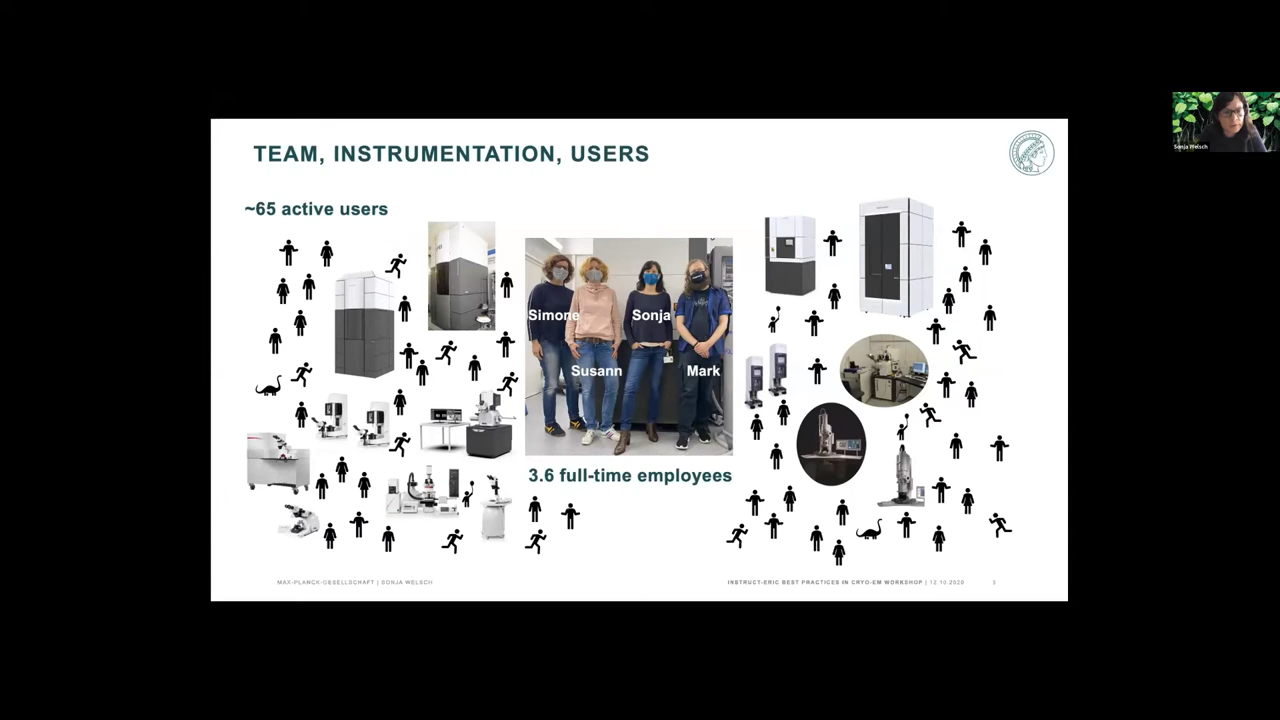 TEAM, INSTRUMENTATION, USERS
~65 active users
Simone
Sonja
Susann
Mark
3.6 full-time employees
MAX-PLANCK-GESELLSCHAFT | SONJA WELSCH
INSTRUCT-ERIC BEST PRACTICES IN CRYO-EM WORKSHOP | 12.10.2020
3
Sonja Welsch